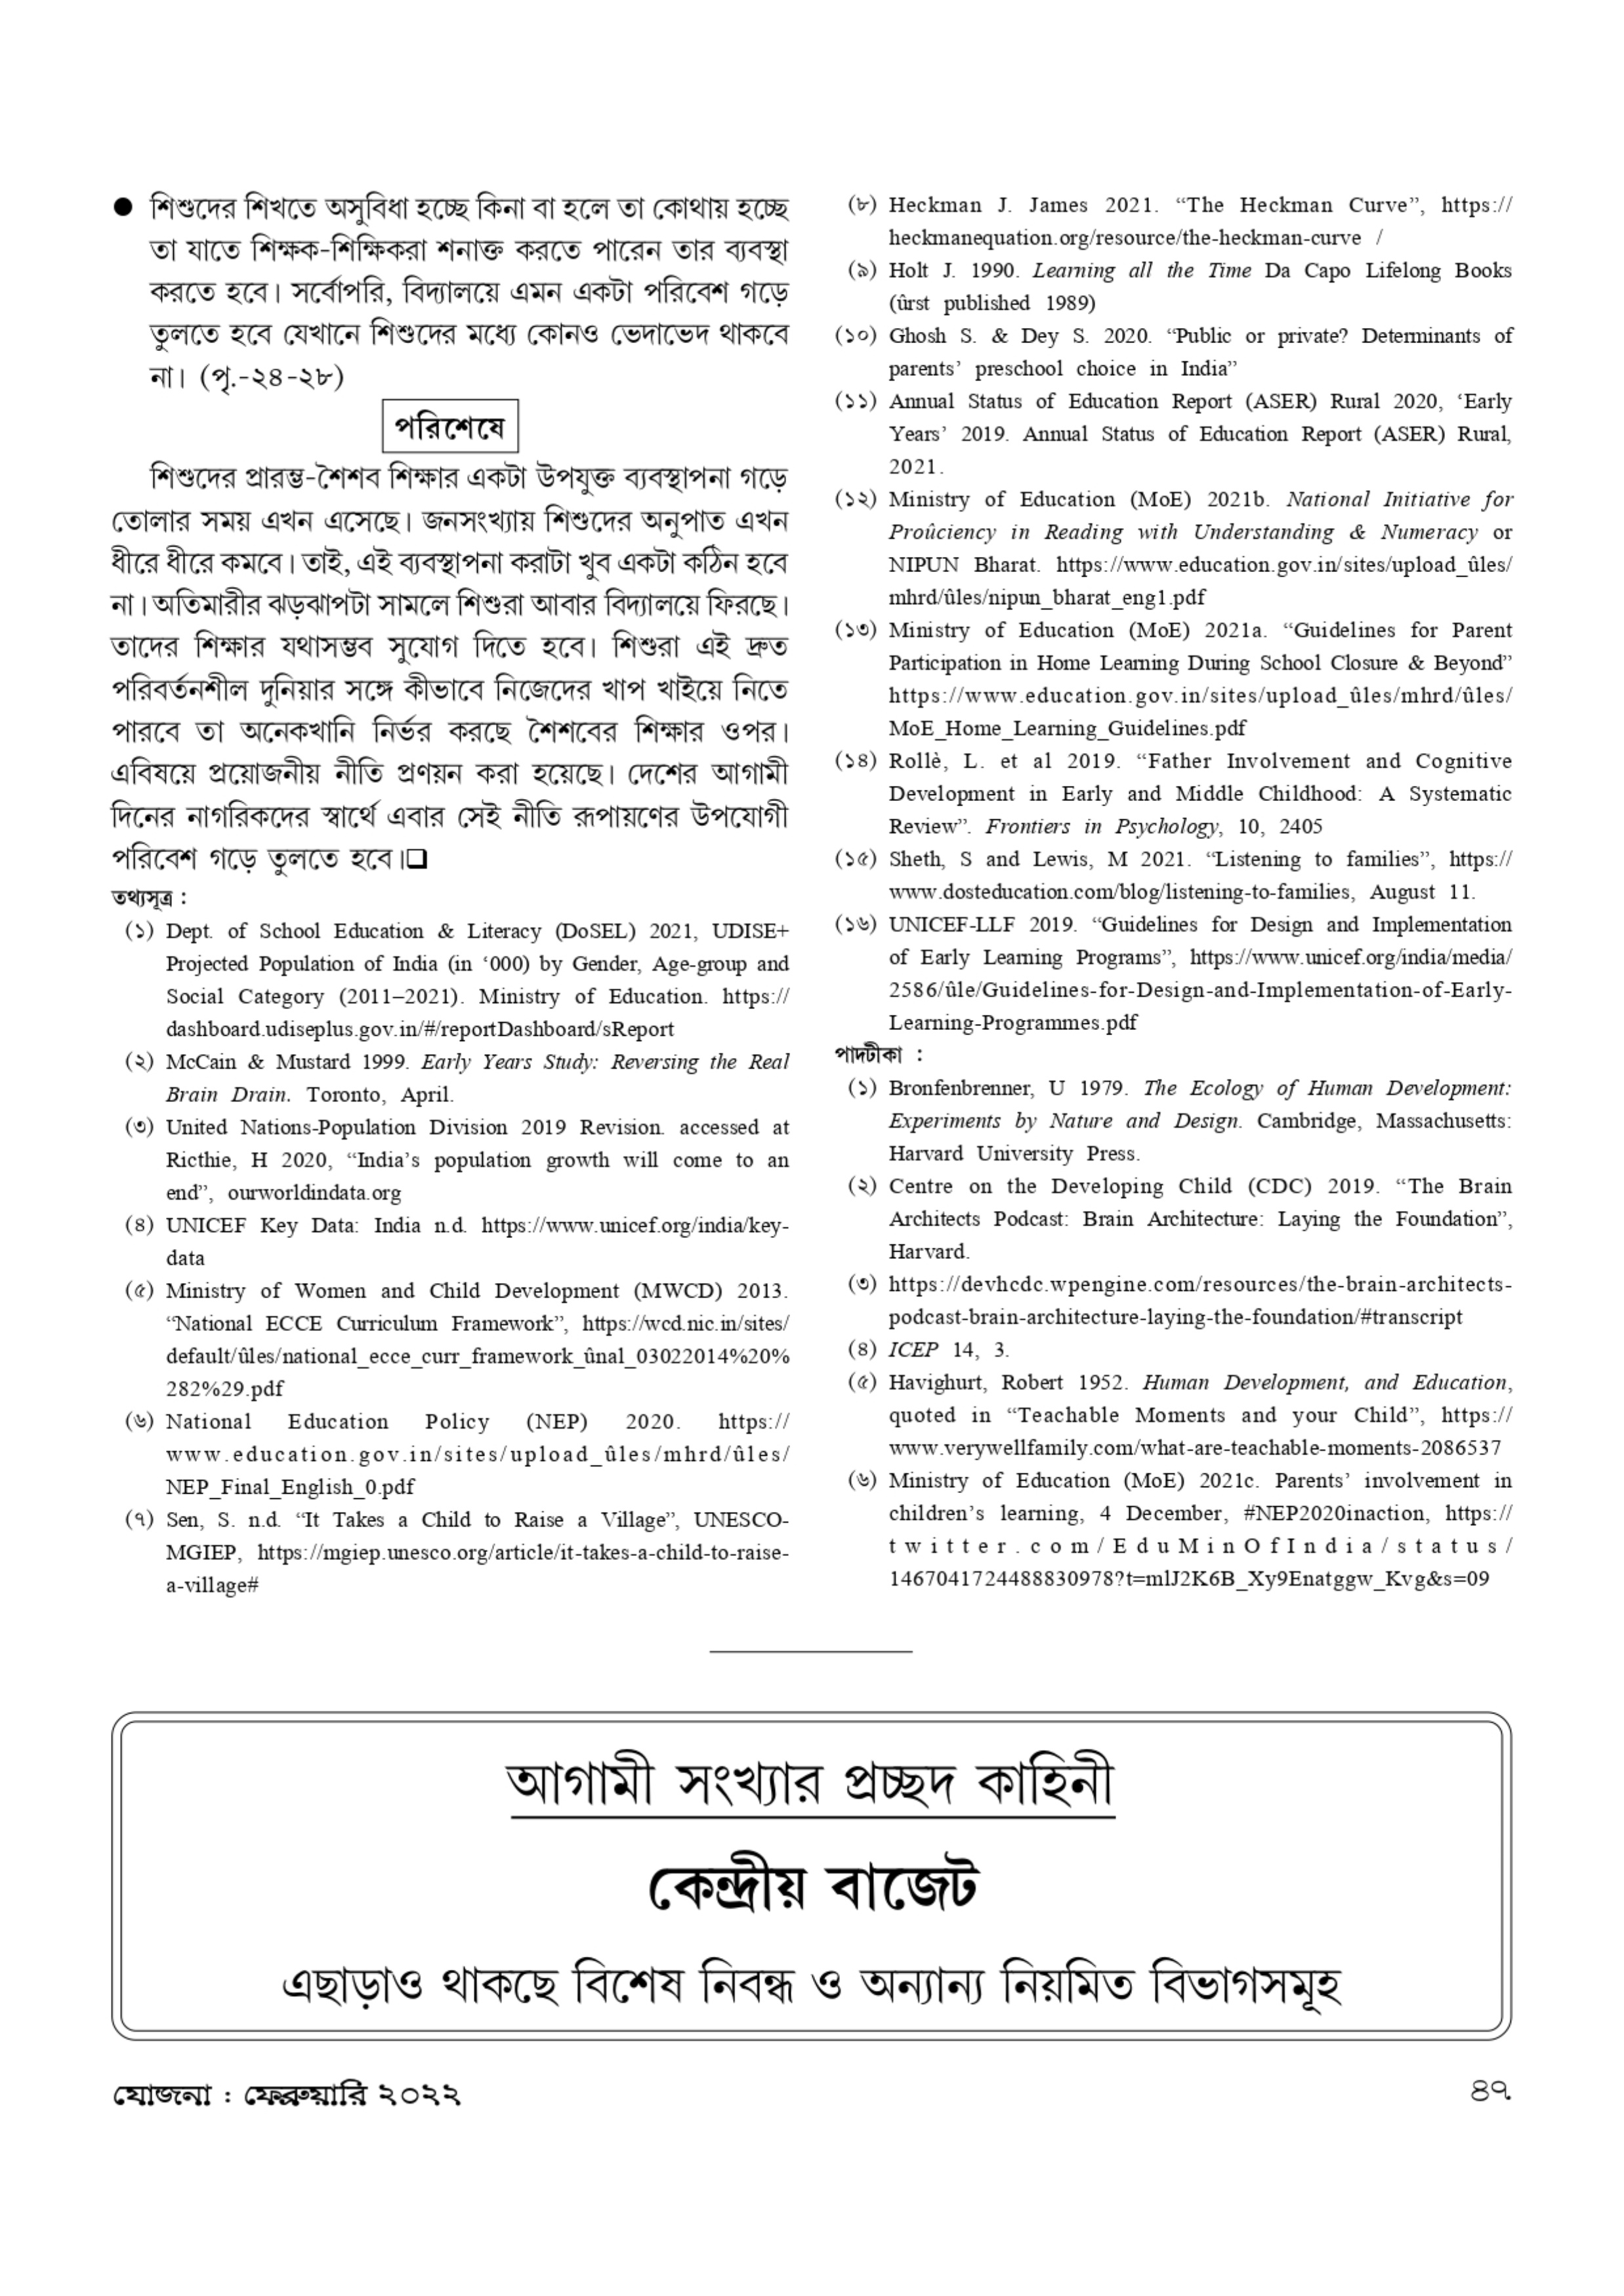 ● শিশুদের শিখতে অসুবিধা হচ্ছে কিনা বা হলে তা কোথায় হচ্ছে
তা যাতে শিক্ষক-শিক্ষিকরা শনাক্ত করতে পারেন তার ব্যবস্থা
করতে হবে। সর্বোপরি, বিদ্যালয়ে এমন একটা পরিবেশ গড়ে
তুলতে হবে যেখানে শিশুদের মধ্যে কোনও ভেদাভেদ থাকবে
না। (পৃ.-২৪-২৮)
পরিশেষে
শিশুদের প্রারম্ভ-শৈশব শিক্ষার একটা উপযুক্ত ব্যবস্থাপনা গড়ে
তোলার সময় এখন এসেছে। জনসংখ্যায় শিশুদের অনুপাত এখন
ধীরে ধীরে কমবে। তাই, এই ব্যবস্থাপনা করাটা খুব একটা কঠিন হবে
না। অতিমারীর ঝড়ঝাপটা সামলে শিশুরা আবার বিদ্যালয়ে ফিরছে।
তাদের শিক্ষার যথাসম্ভব সুযোগ দিতে হবে। শিশুরা এই দ্রুত
পরিবর্তনশীল দুনিয়ার সঙ্গে কীভাবে নিজেদের খাপ খাইয়ে নিতে
পারবে তা অনেকখানি নির্ভর করছে শৈশবের শিক্ষার ওপর।
এবিষয়ে প্রয়োজনীয় নীতি প্রণয়ন করা হয়েছে। দেশের আগামী
দিনের নাগরিকদের স্বার্থে এবার সেই নীতি রূপায়ণের উপযোগী
পরিবেশ গড়ে তুলতে হবে।❑
তথ্যসূত্র :
(১) Dept. of School Education & Literacy (DoSEL) 2021, UDISE+
Projected Population of India (in ‘000) by Gender, Age-group and
Social Category (2011–2021). Ministry of Education. https://
dashboard.udiseplus.gov.in/#/reportDashboard/sReport
(২) McCain & Mustard 1999. Early Years Study: Reversing the Real
Brain Drain. Toronto, April.
(৩) United Nations-Population Division 2019 Revision. accessed at
Ricthie, H 2020, “India’s population growth will come to an
end”, ourworldindata.org
(৪) UNICEF Key Data: India n.d. https://www.unicef.org/india/key-
data
(৫) Ministry of Women and Child Development (MWCD) 2013.
“National ECCE Curriculum Framework”, https://wcd.nic.in/sites/
default/ûles/national_ecce_curr_framework_ûnal_03022014%20%
282%29.pdf
(৬) National Education Policy (NEP) 2020. https://
www.education.gov.in/sites/upload_ûles/mhrd/ûles/
NEP_Final_English_0.pdf
(৭) Sen, S. n.d. “It Takes a Child to Raise a Village”, UNESCO-
MGIEP, https://mgiep.unesco.org/article/it-takes-a-child-to-raise-
a-village#
(৮) Heckman J. James 2021. “The Heckman Curve”, https://
heckmanequation.org/resource/the-heckman-curve /
(৯) Holt J. 1990. Learning all the Time Da Capo Lifelong Books
(ûrst published 1989)
(১০) Ghosh S. & Dey S. 2020. “Public or private? Determinants of
parents’ preschool choice in India”
(১১) Annual Status of Education Report (ASER) Rural 2020, ‘Early
Years’ 2019. Annual Status of Education Report (ASER) Rural,
2021.
(১২) Ministry of Education (MoE) 2021b. National Initiative for
Proûciency in Reading with Understanding & Numeracy or
NIPUN Bharat. https://www.education.gov.in/sites/upload_ûles/
mhrd/ûles/nipun_bharat_eng1.pdf
(১৩) Ministry of Education (MoE) 2021a. “Guidelines for Parent
Participation in Home Learning During School Closure & Beyond”
https://www.education.gov.in/sites/upload_ûles/mhrd/ûles/
MoE_Home_Learning_Guidelines.pdf
(১৪) Rollè, L. et al 2019. “Father Involvement and Cognitive
Development in Early and Middle Childhood: A Systematic
Review”. Frontiers in Psychology, 10, 2405
(১৫) Sheth, S and Lewis, M 2021. “Listening to families”, https://
www.dosteducation.com/blog/listening-to-families, August 11.
(১৬) UNICEF-LLF 2019. “Guidelines for Design and Implementation
of Early Learning Programs”, https://www.unicef.org/india/media/
2586/ûle/Guidelines-for-Design-and-Implementation-of-Early-
Learning-Programmes.pdf
পাদটীকা :
(১) Bronfenbrenner, U 1979. The Ecology of Human Development:
Experiments by Nature and Design. Cambridge, Massachusetts:
Harvard University Press.
(২) Centre on the Developing Child (CDC) 2019. “The Brain
Architects Podcast: Brain Architecture: Laying the Foundation”,
Harvard.
(৩) https://devhcdc.wpengine.com/resources/the-brain-architects-
podcast-brain-architecture-laying-the-foundation/#transcript
(৪) ICEP 14, 3.
(৫) Havighurt, Robert 1952. Human Development, and Education,
quoted in “Teachable Moments and your Child”, https://
www.verywellfamily.com/what-are-teachable-moments-2086537
(৬) Ministry of Education (MoE) 2021c. Parents’ involvement in
children’s learning, 4 December, #NEP2020inaction, https://
twitter.com/EduMinOfIndia/status/
1467041724488830978?t=mlJ2K6B_Xy9Enatggw_Kvg&s=09
আগামী সংখ্যার প্রচ্ছদ কাহিনী
কেন্দ্রীয় বাজেট
এছাড়াও থাকছে বিশেষ নিবন্ধ ও অন্যান্য নিয়মিত বিভাগসমূহ
যোজনা : ফেব্রুয়ারি ২০২২
৪৭